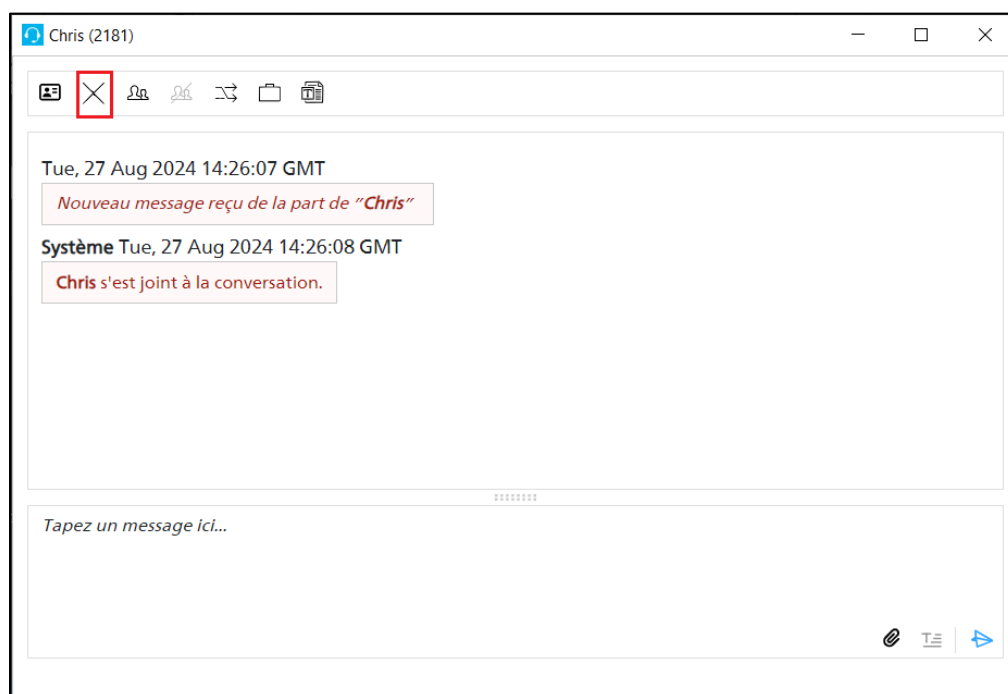 Chris (2181)
Tue, 27 Aug 2024 14:26:07 GMT
Nouveau message reçu de la part de "Chris"
Système Tue, 27 Aug 2024 14:26:08 GMT
Chris s'est joint à la conversation.
Tapez un message ici...